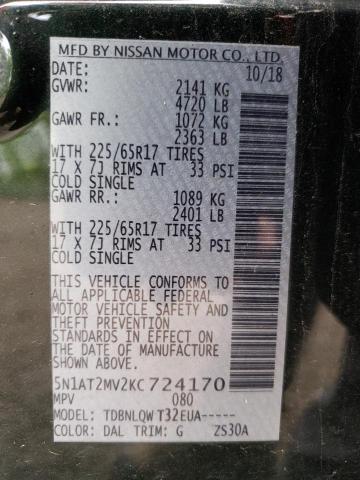 MFD BY NISSAN MOTOR CO., LTD.
DATE: 10/18
GVWR: 2141 KG
4720 LB
GAWR FR.: 1072 KG
2363 LB
WITH 225/65R17 TIRES
17 X 7J RIMS AT 33 PSI
COLD SINGLE
GAWR RR.: 1089 KG
2401 LB
WITH 225/65R17 TIRES
17 X 7J RIMS AT 33 PSI
COLD SINGLE
THIS VEHICLE CONFORMS TO
ALL APPLICABLE FEDERAL
MOTOR VEHICLE SAFETY AND
THEFT PREVENTION
STANDARDS IN EFFECT ON
THE DATE OF MANUFACTURE
SHOWN ABOVE.
5N1AT2MV2KC724170
MPV 080
MODEL: TDBNLQW T32EUA-----
COLOR: DAL TRIM: G ZS30A